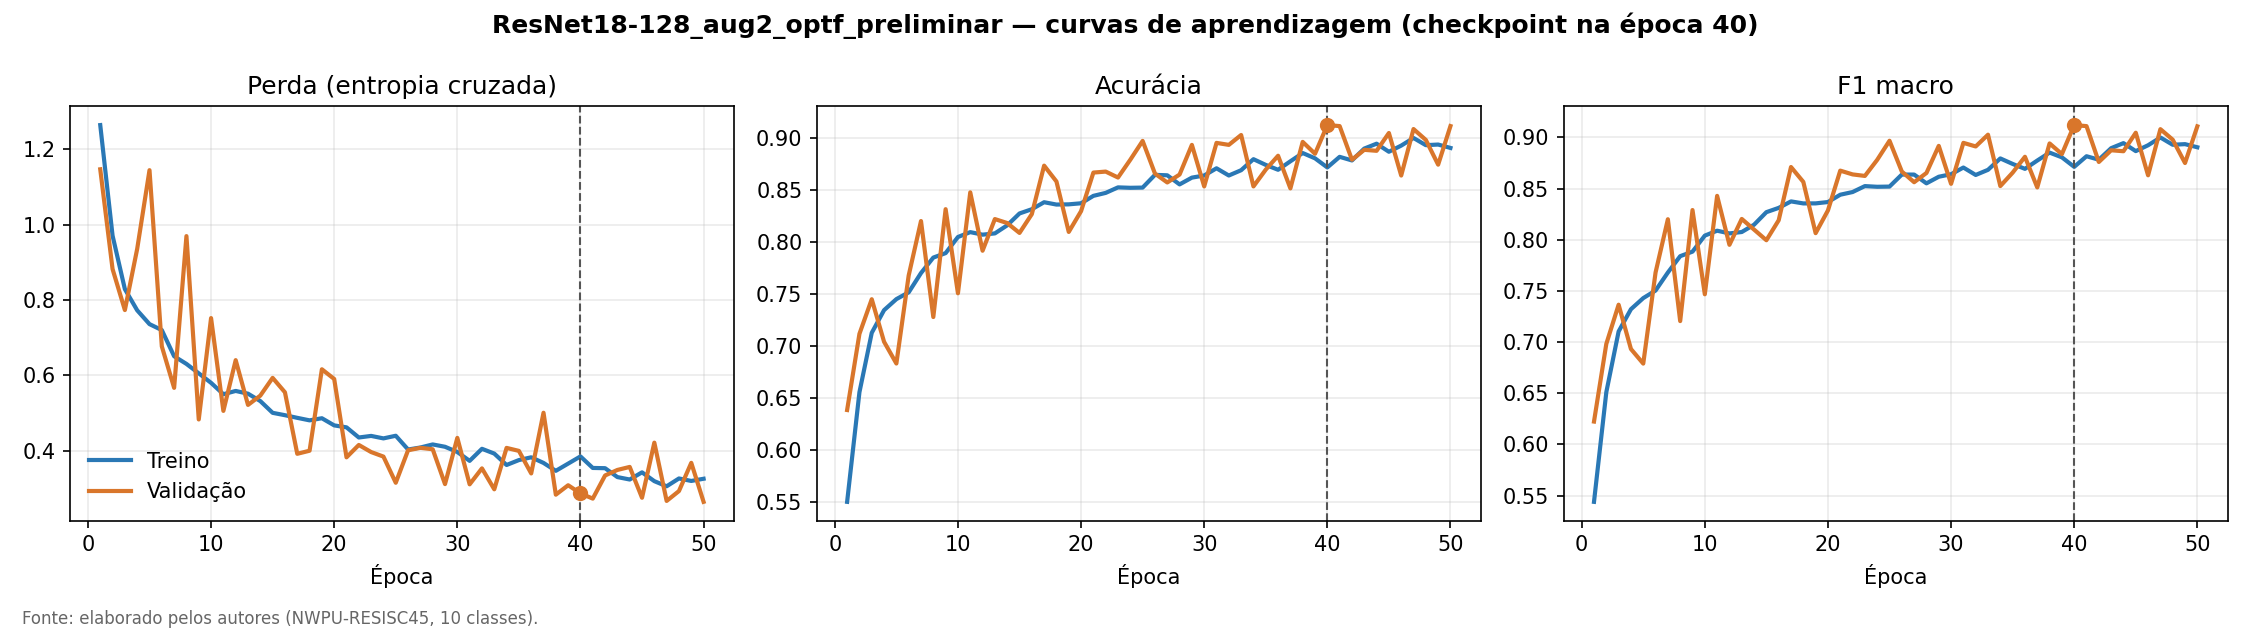 ResNet18-128_aug2_optf_preliminar — curvas de aprendizagem (checkpoint na época 40)
Perda (entropia cruzada)
1.2
1.0
0.8
0.6
0.4
Treino
Validação
0 10 20 30 40 50
Época
Acurácia
0.90
0.85
0.80
0.75
0.70
0.65
0.60
0.55
0 10 20 30 40 50
Época
F1 macro
0.90
0.85
0.80
0.75
0.70
0.65
0.60
0.55
0 10 20 30 40 50
Época
Fonte: elaborado pelos autores (NWPU-RESISC45, 10 classes).